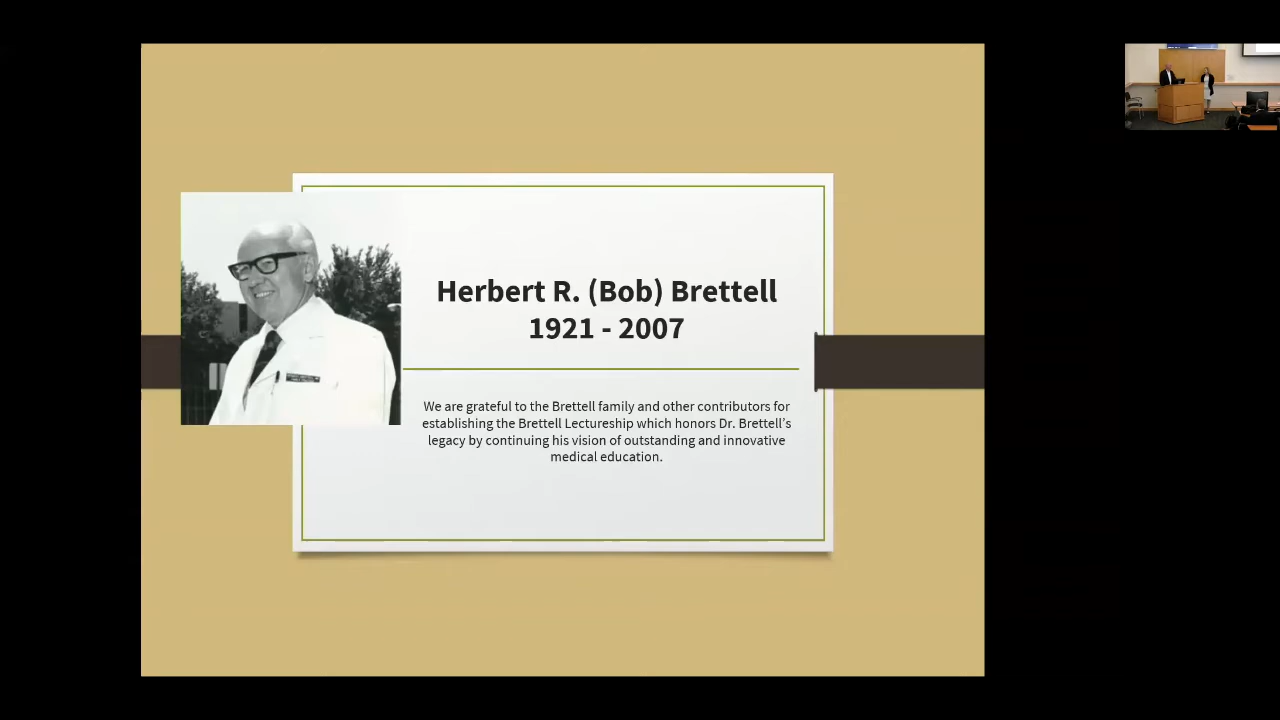 Herbert R. (Bob) Brettell
1921 - 2007
We are grateful to the Brettell family and other contributors for
establishing the Brettell Lectureship which honors Dr. Brettell’s
legacy by continuing his vision of outstanding and innovative
medical education.